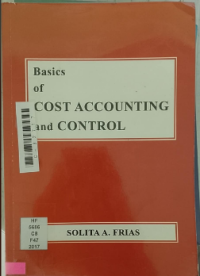 Basics
of
COST ACCOUNTING
and CONTROL
SOLITA A. FRIAS
HF
5686
C8
F42
2017